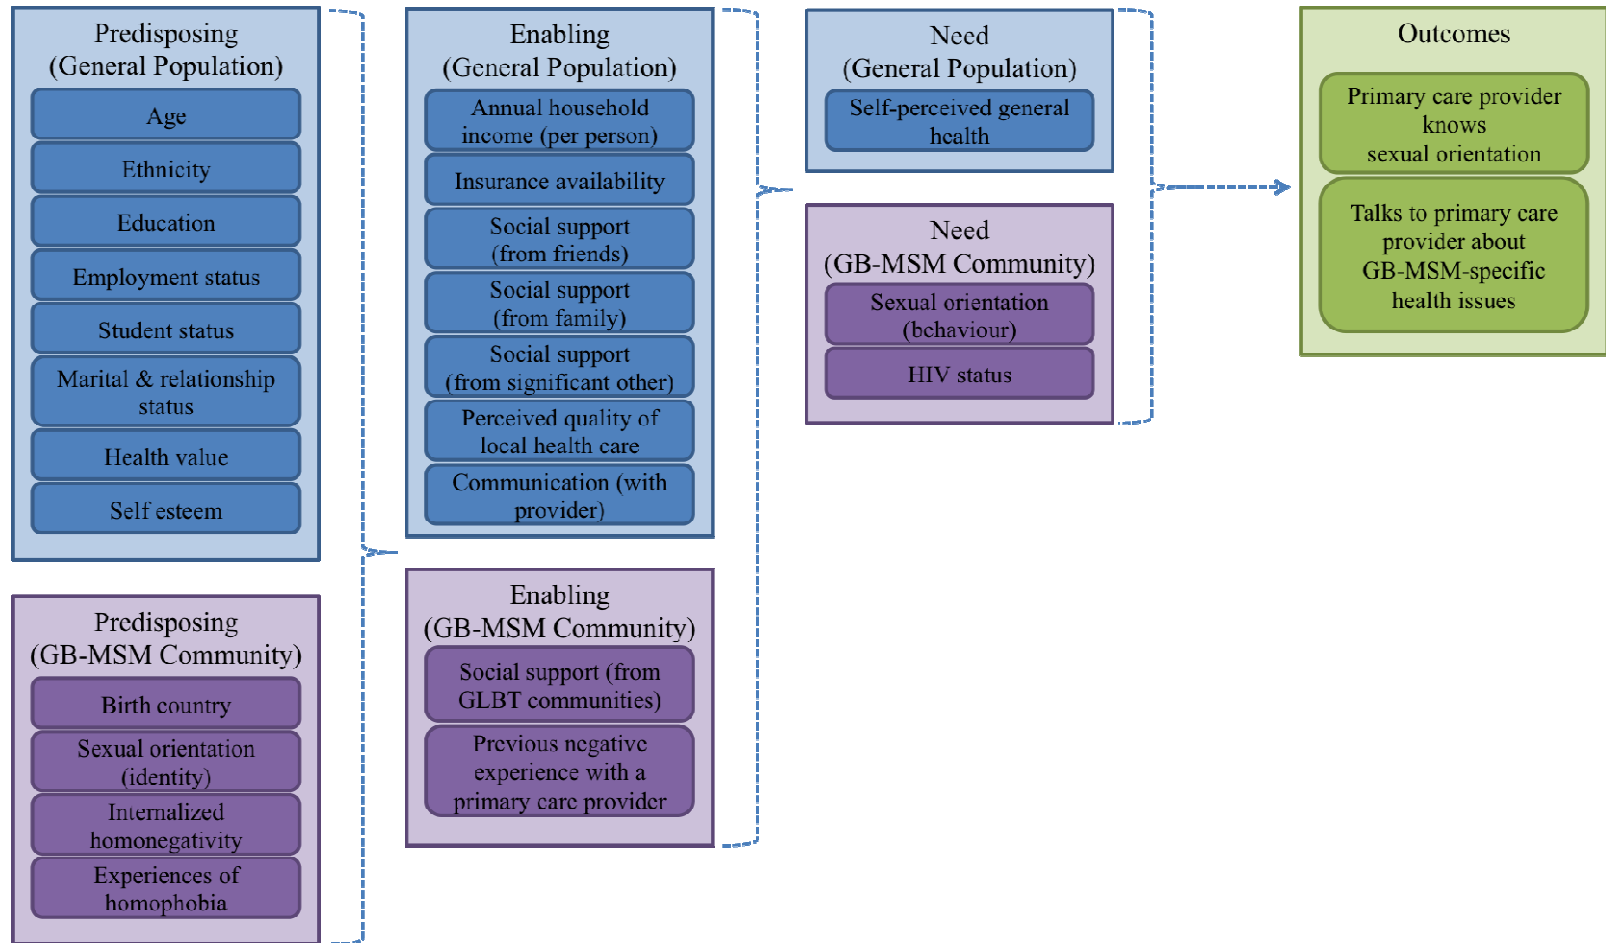 Predisposing
(General Population)
Age
Ethnicity
Education
Employment status
Student status
Marital & relationship
status
Health value
Self esteem
Predisposing
(GB-MSM Community)
Birth country
Sexual orientation
(identity)
Internalized
homonegativity
Experiences of
homophobia
Enabling
(General Population)
Annual household
income (per person)
Insurance availability
Social support
(from friends)
Social support
(from family)
Social support
(from significant other)
Perceived quality of
local health care
Communication (with
provider)
Enabling
(GB-MSM Community)
Social support (from
GLBT communities)
Previous negative
experience with a
primary care provider
Need
(General Population)
Self-perceived general
health
Need
(GB-MSM Community)
Sexual orientation
(behaviour)
HIV status
Outcomes
Primary care provider
knows
sexual orientation
Talks to primary care
provider about
GB-MSM-specific
health issues